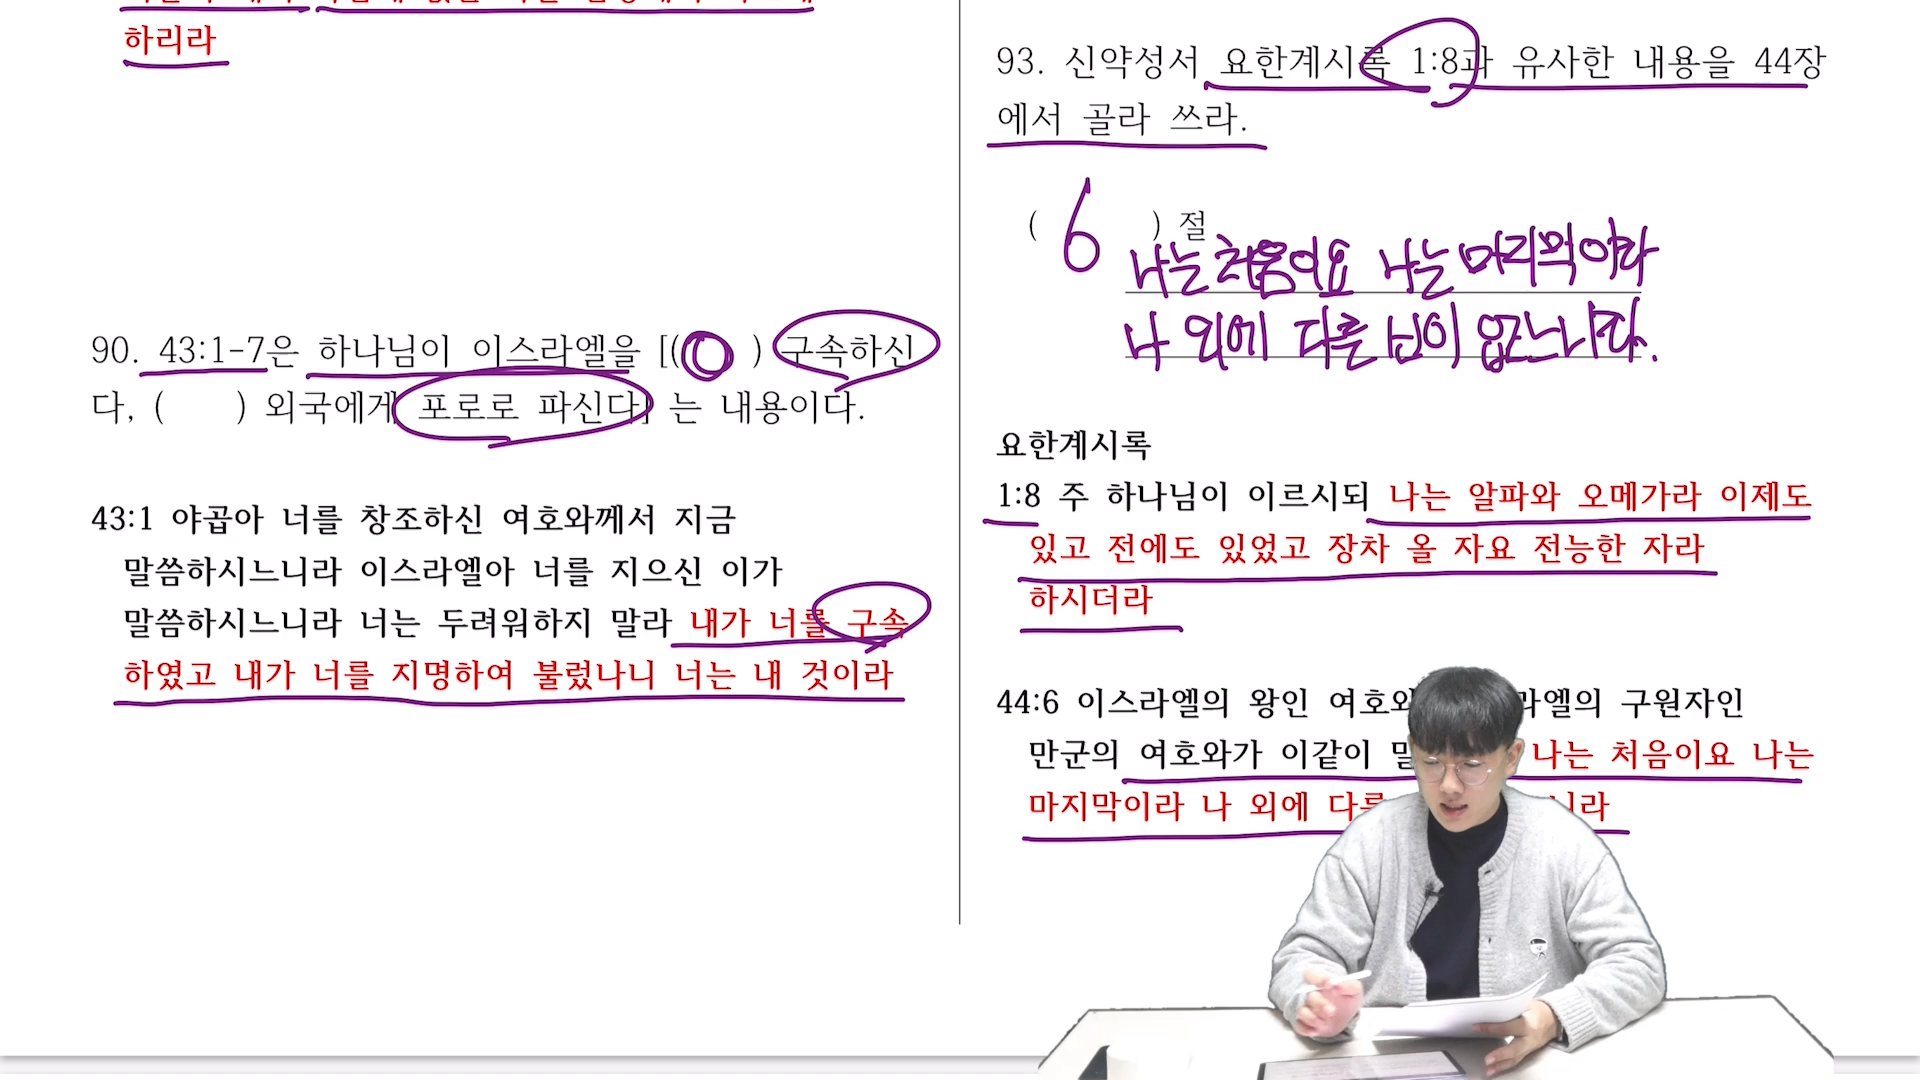 하리라
90. 43:1-7은 하나님이 이스라엘을 [( O ) 구속하신
다, ( ) 외국에게 포로로 파신다] 는 내용이다.
43:1 야곱아 너를 창조하신 여호와께서 지금
말씀하시느니라 이스라엘아 너를 지으신 이가
말씀하시느니라 너는 두려워하지 말라 내가 너를 구속
하였고 내가 너를 지명하여 불렀나니 너는 내 것이라
93. 신약성서 요한계시록 1:8과 유사한 내용을 44장
에서 골라 쓰라.
( 6 ) 절
나는 처음이요 나는 마지막이라
나 외에 다른 신이 없느니라.
요한계시록
1:8 주 하나님이 이르시되 나는 알파와 오메가라 이제도
있고 전에도 있었고 장차 올 자요 전능한 자라
하시더라
44:6 이스라엘의 왕인 구원자인
만군의 여호와가 이같이 나는 처음이요 나는
마지막이라 나 외에